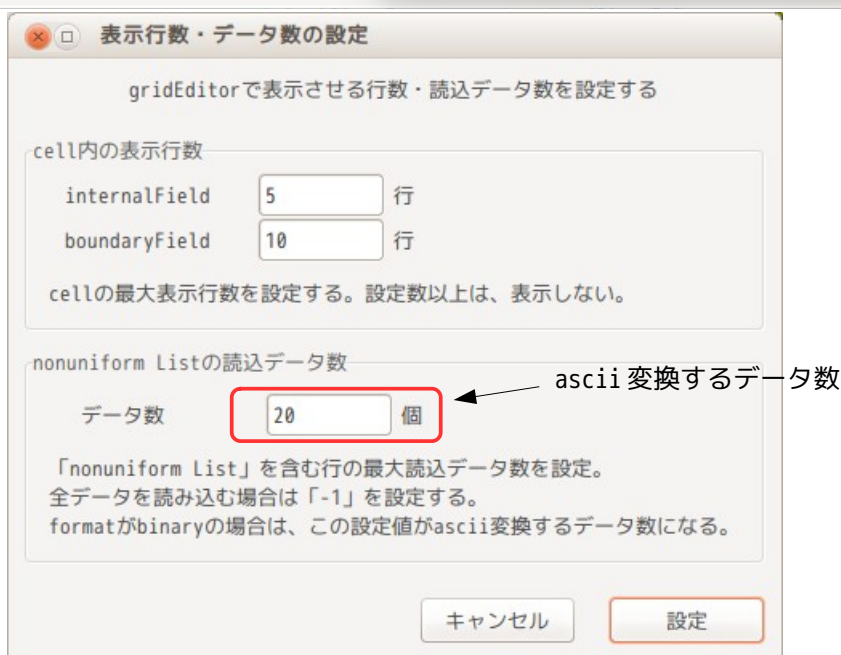 表示行数・データ数の設定
gridEditorで表示させる行数・読込データ数を設定する
cell内の表示行数
internalField 5 行
boundaryField 10 行
cellの最大表示行数を設定する。設定数以上は、表示しない。
nonuniform Listの読込データ数
ascii 変換するデータ数
データ数 20 個
「nonuniform List」を含む行の最大読込データ数を設定。
全データを読み込む場合は「-1」を設定する。
formatがbinaryの場合は、この設定値がascii変換するデータ数になる。
キャンセル 設定